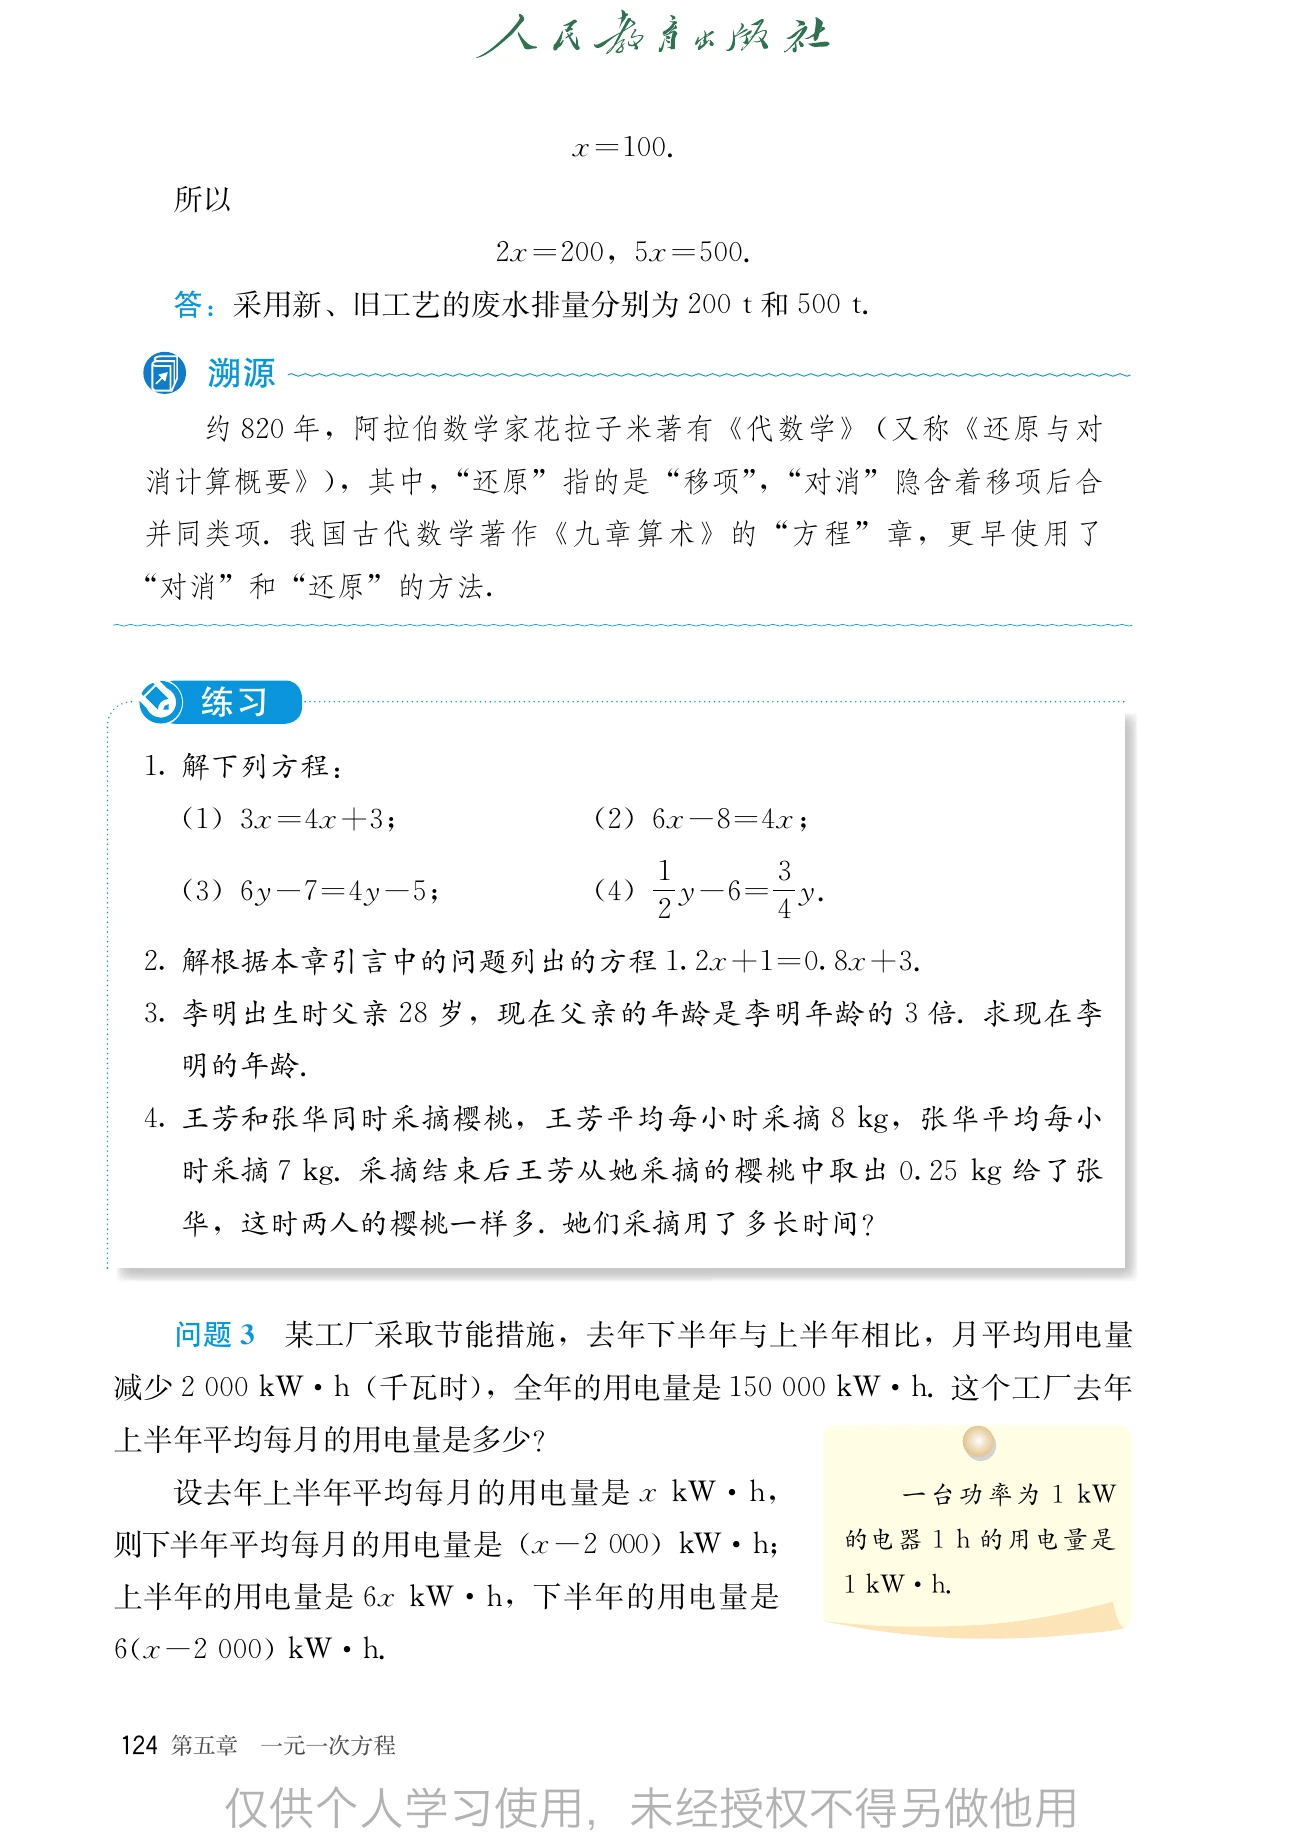 人民教育出版社
x=100.
所以
2x=200，5x=500.
答：采用新、旧工艺的废水排量分别为 200 t 和 500 t.
溯源
约 820 年，阿拉伯数学家花拉子米著有《代数学》（又称《还原与对
消计算概要》），其中，“还原”指的是“移项”，“对消”隐含着移项后合
并同类项. 我国古代数学著作《九章算术》的“方程”章，更早使用了
“对消”和“还原”的方法.
练习
1. 解下列方程：
（1）3x=4x+3； （2）6x-8=4x；
（3）6y-7=4y-5； （4）1/2 y-6=3/4 y.
2. 解根据本章引言中的问题列出的方程 1.2x+1=0.8x+3.
3. 李明出生时父亲 28 岁，现在父亲的年龄是李明年龄的 3 倍. 求现在李
明的年龄.
4. 王芳和张华同时采摘樱桃，王芳平均每小时采摘 8 kg，张华平均每小
时采摘 7 kg. 采摘结束后王芳从她采摘的樱桃中取出 0.25 kg 给了张
华，这时两人的樱桃一样多. 她们采摘用了多长时间？
问题 3 某工厂采取节能措施，去年下半年与上半年相比，月平均用电量
减少 2 000 kW·h（千瓦时），全年的用电量是 150 000 kW·h. 这个工厂去年
上半年平均每月的用电量是多少？
设去年上半年平均每月的用电量是 x kW·h，
则下半年平均每月的用电量是（x-2 000）kW·h；
上半年的用电量是 6x kW·h，下半年的用电量是
6(x-2 000）kW·h.
一台功率为 1 kW
的电器 1 h 的用电量是
1 kW·h.
124 第五章 一元一次方程
仅供个人学习使用，未经授权不得另做他用